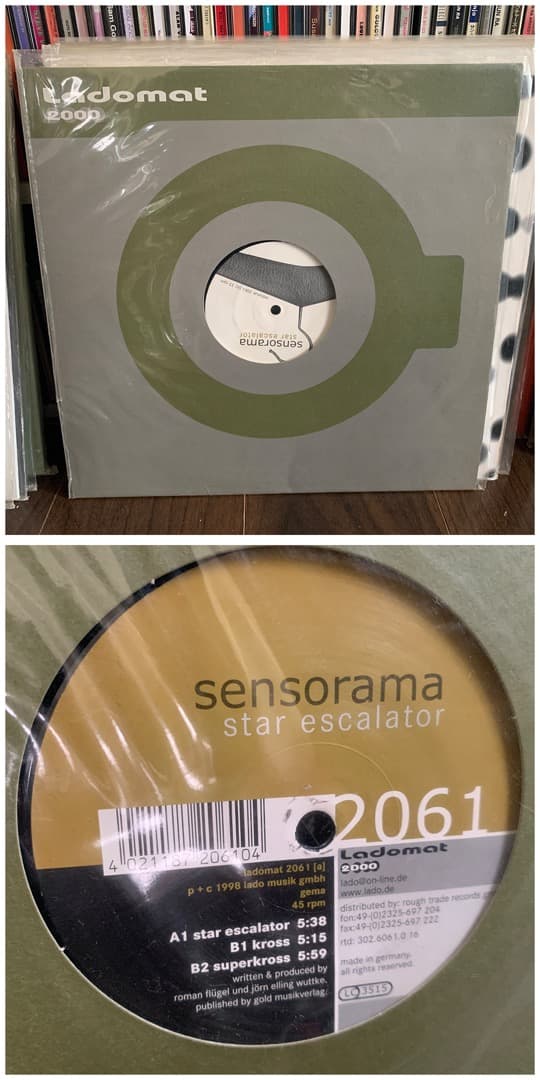 Ladomat
2000
sensorama
star escalator
sensorama
star escalator
2061
4 021187 206104
ladomat 2061 [a]
p + c 1998 lado musik gmbh
gema
45 rpm
A1 star escalator 5:38
B1 kross 5:15
B2 superkross 5:59
written & produced by
roman flügel und jörn elling wuttke.
published by gold musikverlag.
Ladomat
2000
lado@on-line.de
www.lado.de
distributed by: rough trade records
fon:49-(0)2325-697 204
fax:49-(0)2325-697 222
rtd: 302.6061.0 16
made in germany.
all rights reserved.
LC 3515